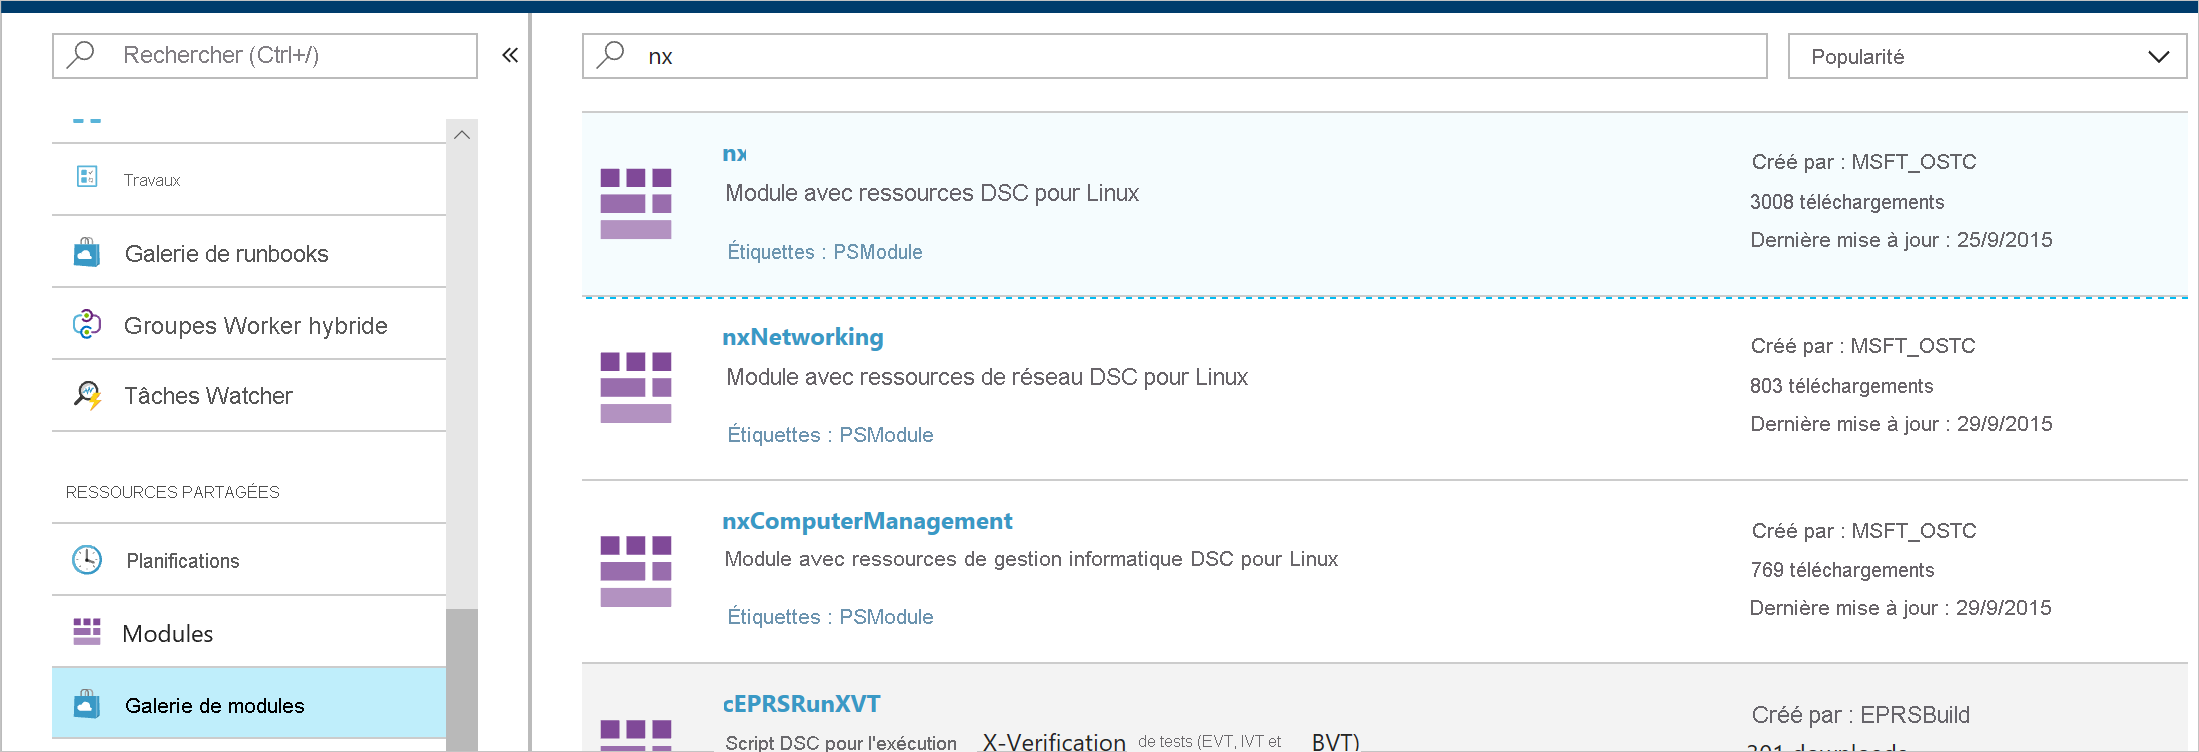 Rechercher (Ctrl+/)
«
Travaux
Galerie de runbooks
Groupes Worker hybride
Tâches Watcher
RESSOURCES PARTAGÉES
Planifications
Modules
Galerie de modules
nx
Popularité
nx
Module avec ressources DSC pour Linux
Étiquettes : PSModule
Créé par : MSFT_OSTC
3008 téléchargements
Dernière mise à jour : 25/9/2015
nxNetworking
Module avec ressources de réseau DSC pour Linux
Étiquettes : PSModule
Créé par : MSFT_OSTC
803 téléchargements
Dernière mise à jour : 29/9/2015
nxComputerManagement
Module avec ressources de gestion informatique DSC pour Linux
Étiquettes : PSModule
Créé par : MSFT_OSTC
769 téléchargements
Dernière mise à jour : 29/9/2015
cEPRSRunXVT
Script DSC pour l'exécution X-Verification de tests (EVT, IVT et BVT)
Créé par : EPRSBuild
301 downloads